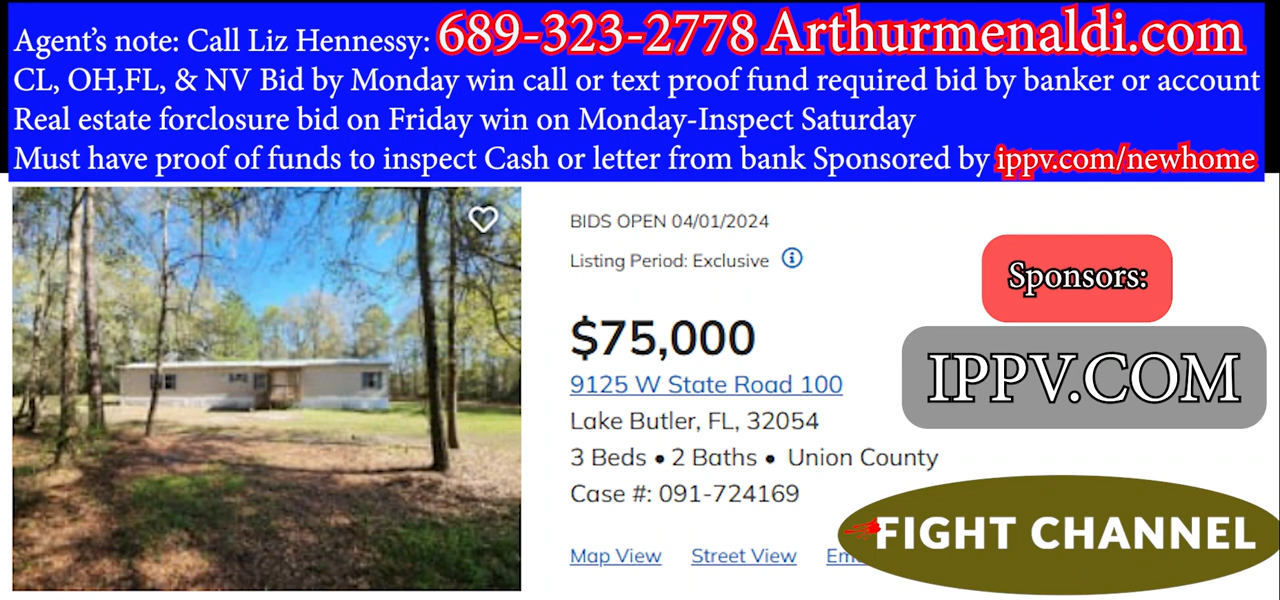 Agent's note: Call Liz Hennessy: 689-323-2778 Arthurmenaldi.com
CL, OH,FL, & NV Bid by Monday win call or text proof fund required bid by banker or account
Real estate forclosure bid on Friday win on Monday-Inspect Saturday
Must have proof of funds to inspect Cash or letter from bank Sponsored by ippv.com/newhome
BIDS OPEN 04/01/2024
Listing Period: Exclusive
$75,000
9125 W State Road 100
Lake Butler, FL, 32054
3 Beds • 2 Baths • Union County
Case #: 091-724169
Map View Street View
Sponsors:
IPPV.COM
FIGHT CHANNEL